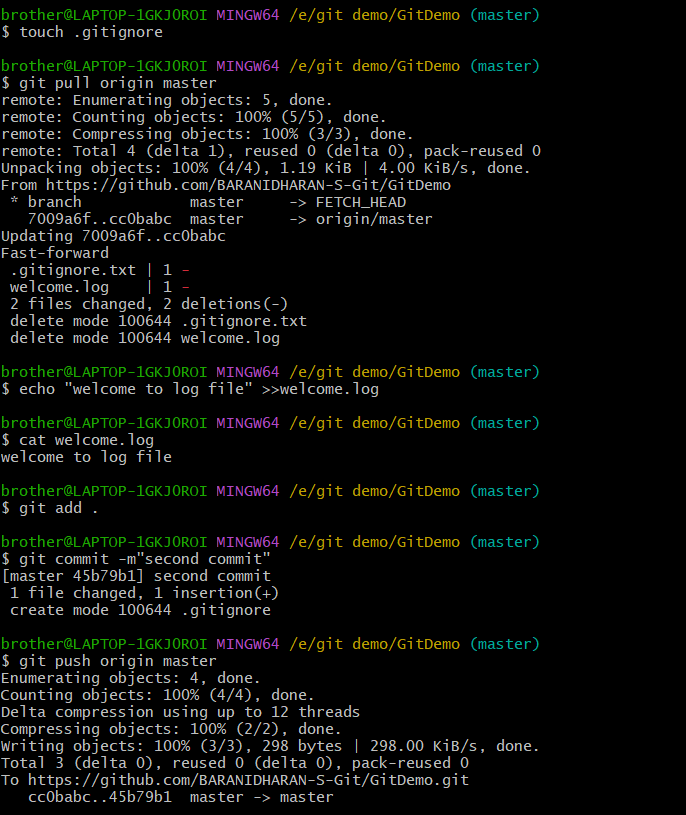 brother@LAPTOP-1GKJ0ROI MINGW64 /e/git demo/GitDemo (master)
$ touch .gitignore
brother@LAPTOP-1GKJ0ROI MINGW64 /e/git demo/GitDemo (master)
$ git pull origin master
remote: Enumerating objects: 5, done.
remote: Counting objects: 100% (5/5), done.
remote: Compressing objects: 100% (3/3), done.
remote: Total 4 (delta 1), reused 0 (delta 0), pack-reused 0
Unpacking objects: 100% (4/4), 1.19 KiB | 4.00 KiB/s, done.
From https://github.com/BARANIDHARAN-S-Git/GitDemo
 * branch            master     -> FETCH_HEAD
   7009a6f..cc0babc  master     -> origin/master
Updating 7009a6f..cc0babc
Fast-forward
 .gitignore.txt | 1 -
 welcome.log    | 1 -
 2 files changed, 2 deletions(-)
 delete mode 100644 .gitignore.txt
 delete mode 100644 welcome.log
brother@LAPTOP-1GKJ0ROI MINGW64 /e/git demo/GitDemo (master)
$ echo "welcome to log file" >>welcome.log
brother@LAPTOP-1GKJ0ROI MINGW64 /e/git demo/GitDemo (master)
$ cat welcome.log
welcome to log file
brother@LAPTOP-1GKJ0ROI MINGW64 /e/git demo/GitDemo (master)
$ git add .
brother@LAPTOP-1GKJ0ROI MINGW64 /e/git demo/GitDemo (master)
$ git commit -m"second commit"
[master 45b79b1] second commit
 1 file changed, 1 insertion(+)
 create mode 100644 .gitignore
brother@LAPTOP-1GKJ0ROI MINGW64 /e/git demo/GitDemo (master)
$ git push origin master
Enumerating objects: 4, done.
Counting objects: 100% (4/4), done.
Delta compression using up to 12 threads
Compressing objects: 100% (2/2), done.
Writing objects: 100% (3/3), 298 bytes | 298.00 KiB/s, done.
Total 3 (delta 0), reused 0 (delta 0), pack-reused 0
To https://github.com/BARANIDHARAN-S-Git/GitDemo.git
   cc0babc..45b79b1  master -> master